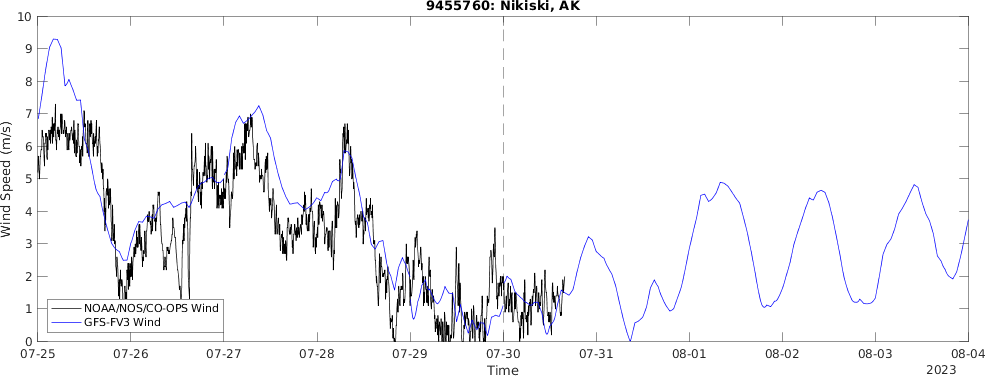 9455760: Nikiski, AK
10
9
8
7
6
5
4
3
2
1
0
Wind Speed (m/s)
NOAA/NOS/CO-OPS Wind
GFS-FV3 Wind
07-25 07-26 07-27 07-28 07-29 07-30 07-31 08-01 08-02 08-03 08-04
Time
2023